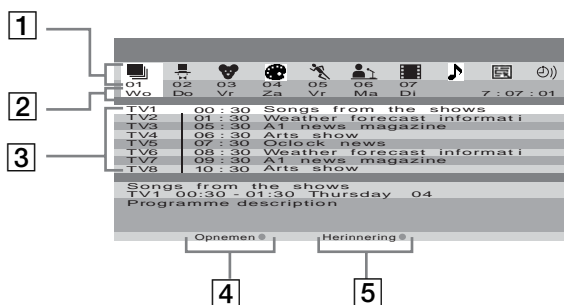 1
01 02 03 04 05 06 07
2
Wo Do Vr Za Vr Ma Di 7 : 07 : 01
TV1 00 : 30 Songs from the shows
TV2 01 : 30 Weather forecast informati
TV3 05 : 30 A1 news magazine
3
TV4 06 : 30 Arts show
TV5 07 : 30 Oclock news
TV6 08 : 30 Weather forecast informati
TV7 09 : 30 A1 news magazine
TV8 10 : 30 Arts show
Songs from the shows
TV1 00:30 - 01:30 Thursday 04
Programme description
Opnemen Herinnering
4 5